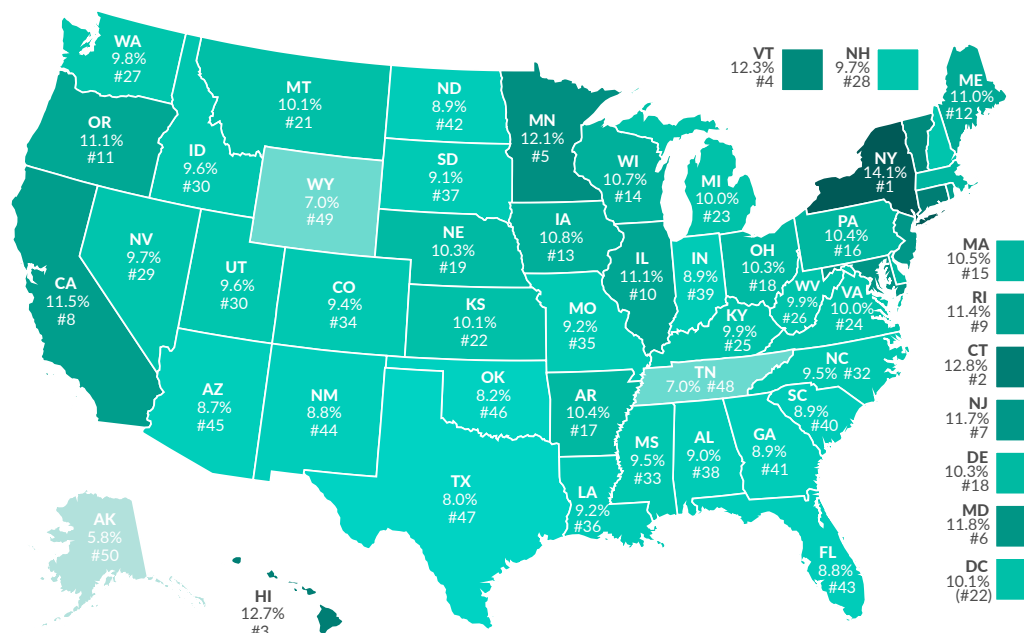 WA
9.8%
#27
MT
10.1%
#21
ND
8.9%
#42
MN
12.1%
#5
VT
12.3%
#4
NH
9.7%
#28
ME
11.0%
#12
OR
11.1%
#11
ID
9.6%
#30
WY
7.0%
#49
SD
9.1%
#37
WI
10.7%
#14
MI
10.0%
#23
NY
14.1%
#1
NV
9.7%
#29
UT
9.6%
#30
CO
9.4%
#34
NE
10.3%
#19
IA
10.8%
#13
IL
11.1%
#10
IN
8.9%
#39
OH
10.3%
#18
PA
10.4%
#16
CA
11.5%
#8
KS
10.1%
#22
MO
9.2%
#35
KY
9.9%
#25
WV
9.9%
#26
VA
10.0%
#24
MA
10.5%
#15
RI
11.4%
#9
CT
12.8%
#2
NJ
11.7%
#7
DE
10.3%
#18
MD
11.8%
#6
DC
10.1%
(#22)
AZ
8.7%
#45
NM
8.8%
#44
OK
8.2%
#46
AR
10.4%
#17
TN
7.0% #48
NC
9.5% #32
SC
8.9%
#40
MS
9.5%
#33
AL
9.0%
#38
GA
8.9%
#41
TX
8.0%
#47
LA
9.2%
#36
FL
8.8%
#43
AK
5.8%
#50
HI
12.7%
#3